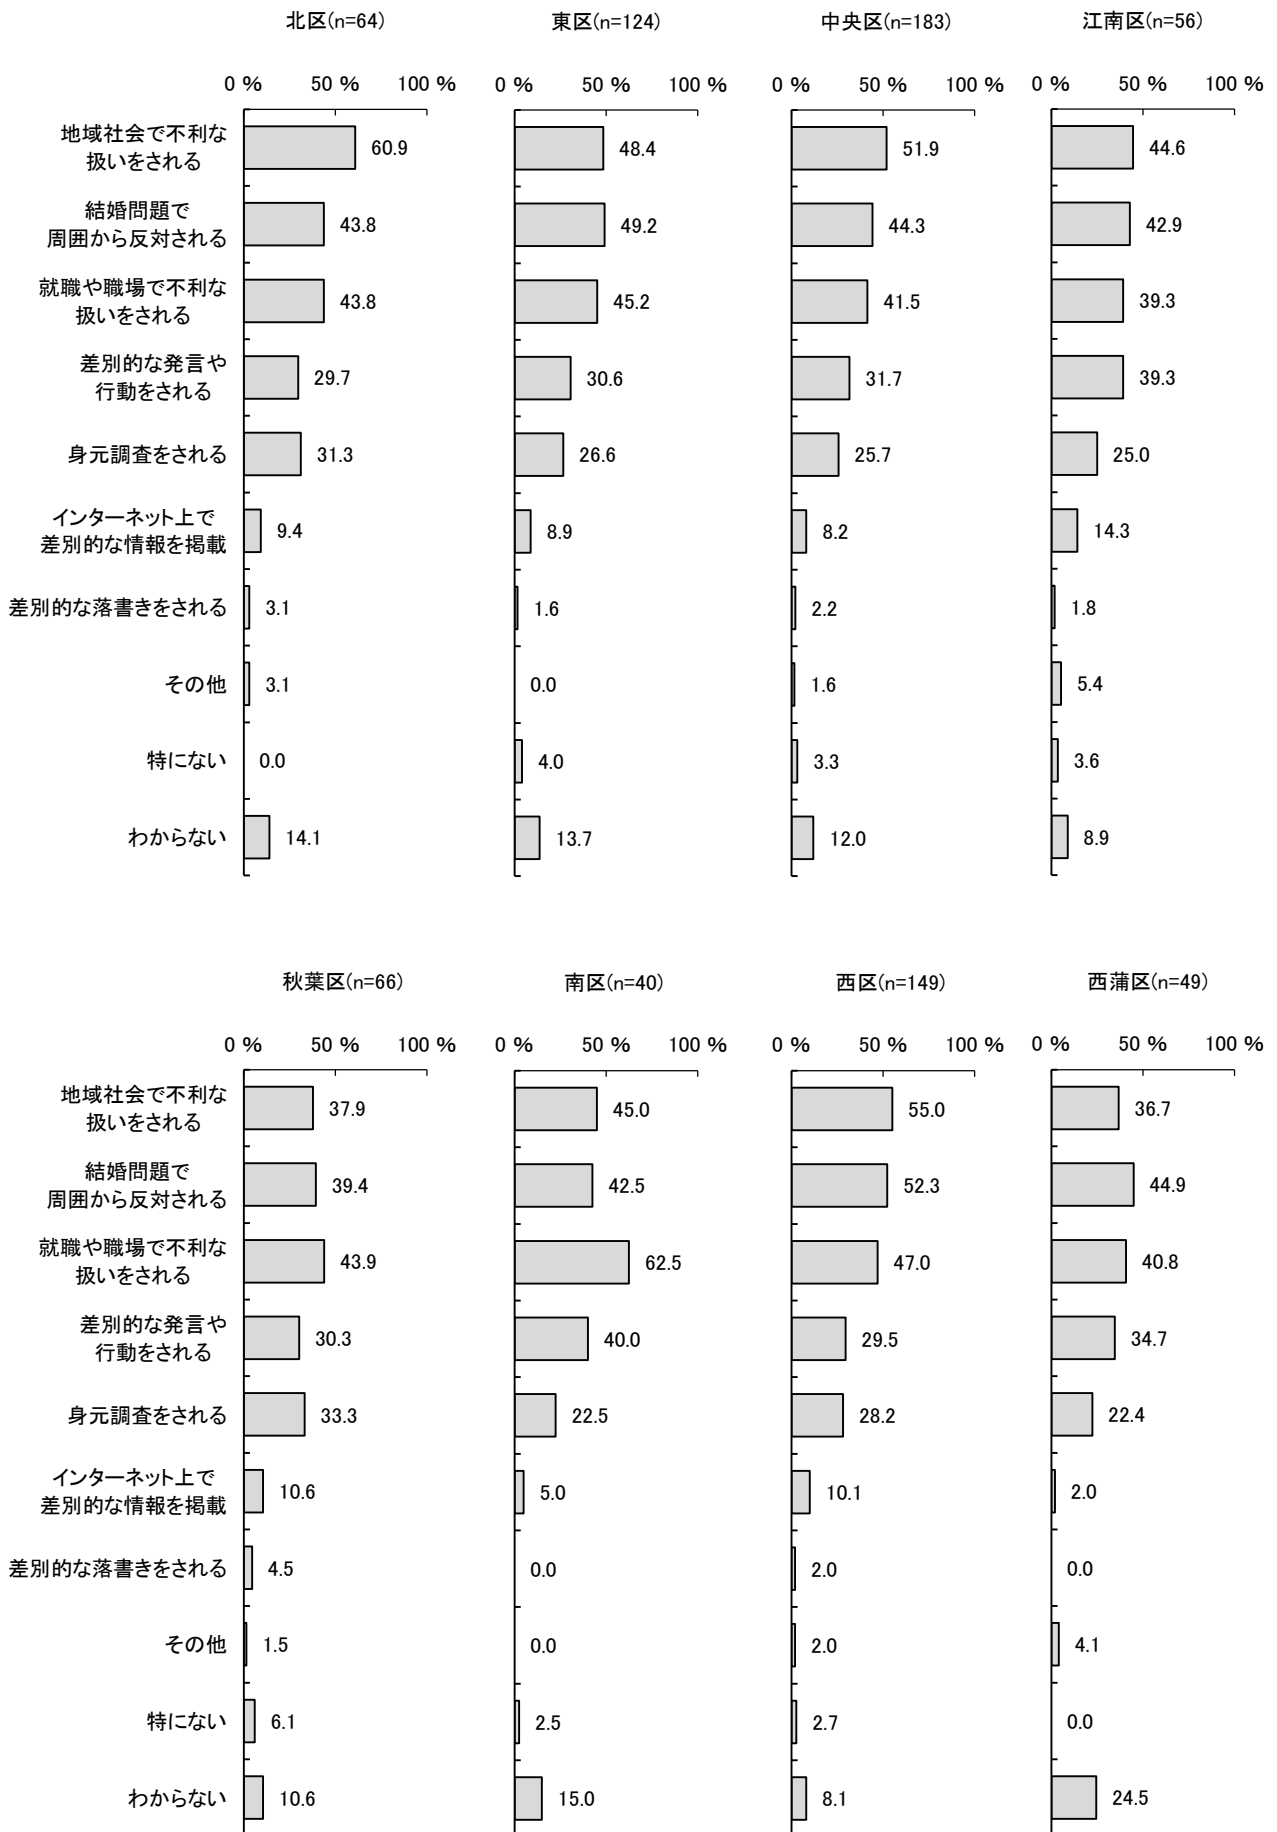 北区(n=64) 東区(n=124) 中央区(n=183) 江南区(n=56)
0 % 50 % 100 % 0 % 50 % 100 % 0 % 50 % 100 % 0 % 50 % 100 %
地域社会で不利な
扱いをされる
60.9 48.4 51.9 44.6
結婚問題で
周囲から反対される
43.8 49.2 44.3 42.9
就職や職場で不利な
扱いをされる
43.8 45.2 41.5 39.3
差別的な発言や
行動をされる
29.7 30.6 31.7 39.3
身元調査をされる 31.3 26.6 25.7 25.0
インターネット上で
差別的な情報を掲載
9.4 8.9 8.2 14.3
差別的な落書きをされる 3.1 1.6 2.2 1.8
その他 3.1 0.0 1.6 5.4
特にない 0.0 4.0 3.3 3.6
わからない 14.1 13.7 12.0 8.9
秋葉区(n=66) 南区(n=40) 西区(n=149) 西蒲区(n=49)
0 % 50 % 100 % 0 % 50 % 100 % 0 % 50 % 100 % 0 % 50 % 100 %
地域社会で不利な
扱いをされる
37.9 45.0 55.0 36.7
結婚問題で
周囲から反対される
39.4 42.5 52.3 44.9
就職や職場で不利な
扱いをされる
43.9 62.5 47.0 40.8
差別的な発言や
行動をされる
30.3 40.0 29.5 34.7
身元調査をされる 33.3 22.5 28.2 22.4
インターネット上で
差別的な情報を掲載
10.6 5.0 10.1 2.0
差別的な落書きをされる 4.5 0.0 2.0 0.0
その他 1.5 0.0 2.0 4.1
特にない 6.1 2.5 2.7 0.0
わからない 10.6 15.0 8.1 24.5